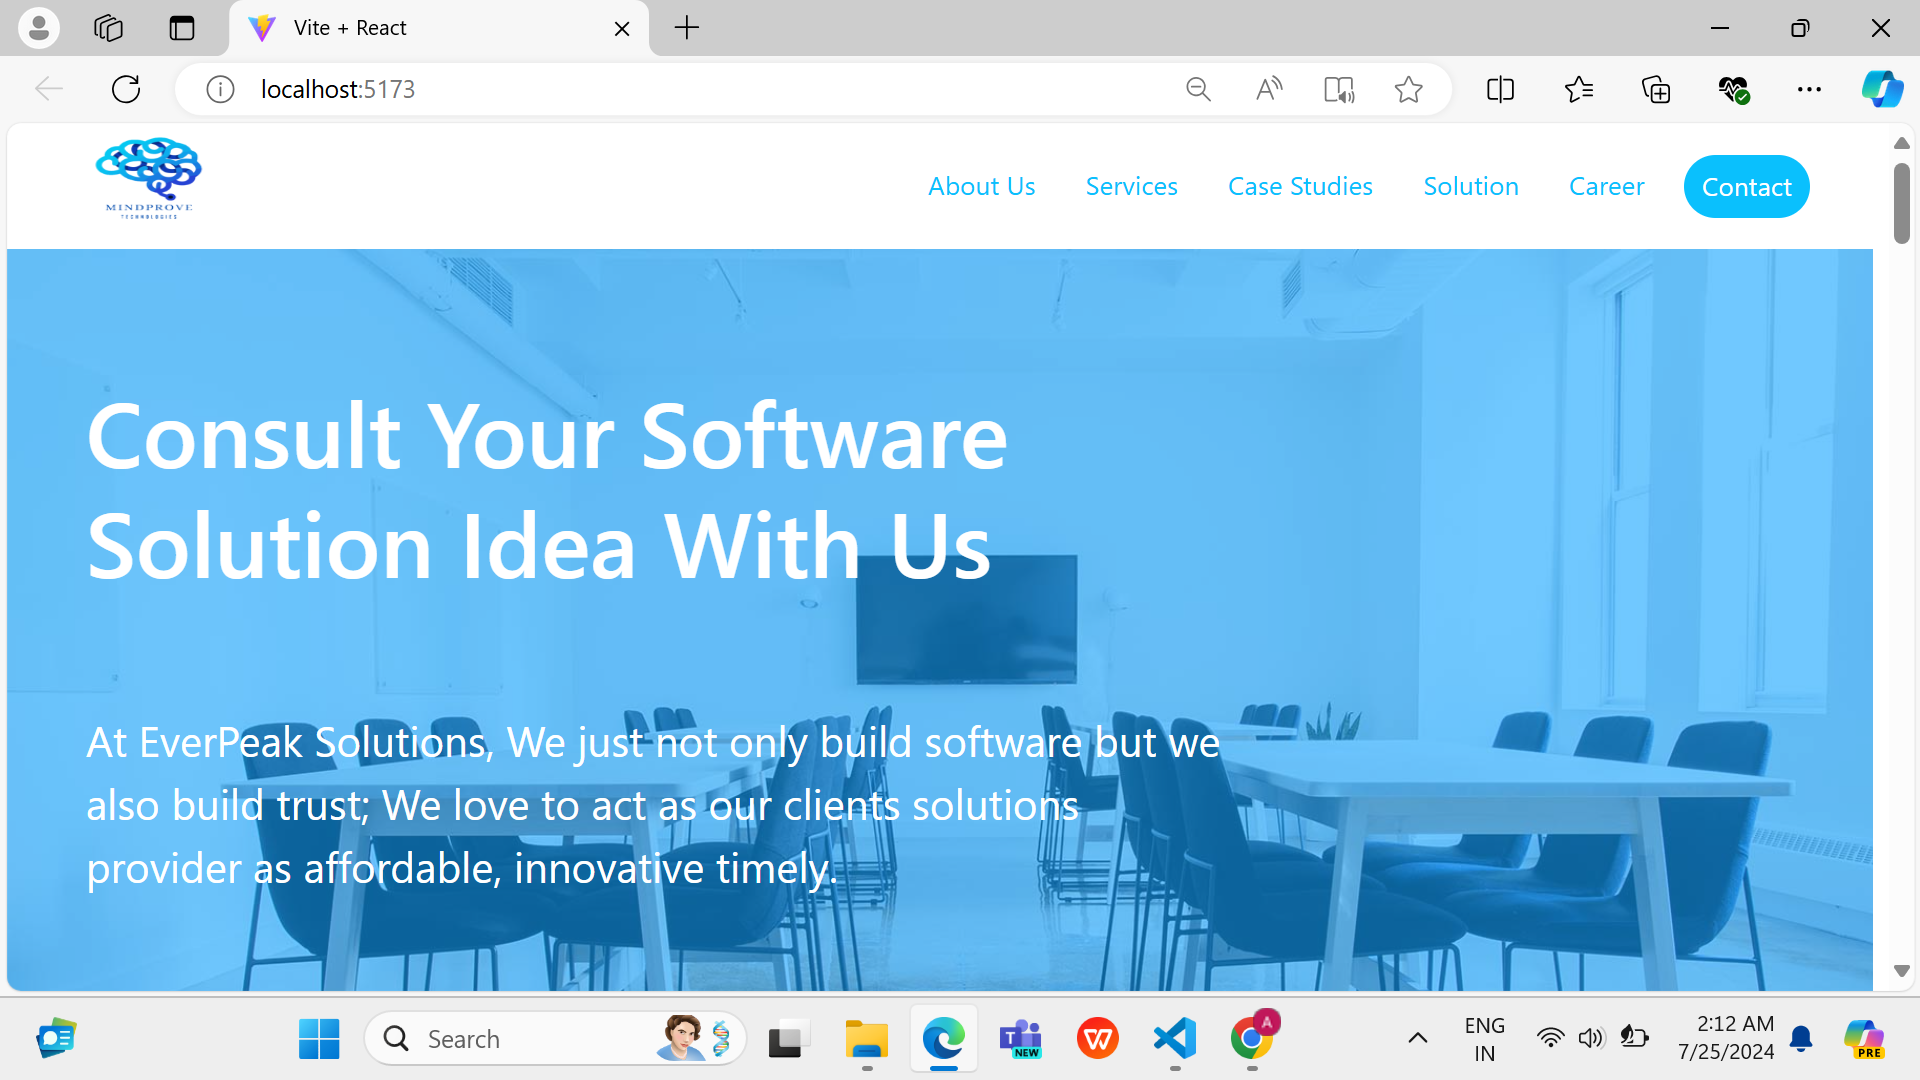 Vite + React
localhost:5173
MINDPROVE
TECHNOLOGIES
About Us
Services
Case Studies
Solution
Career
Contact
Consult Your Software
Solution Idea With Us
At EverPeak Solutions, We just not only build software but we
also build trust; We love to act as our clients solutions
provider as affordable, innovative timely.
Search
NEW
A
ENG
IN
2:12 AM
7/25/2024
PRE